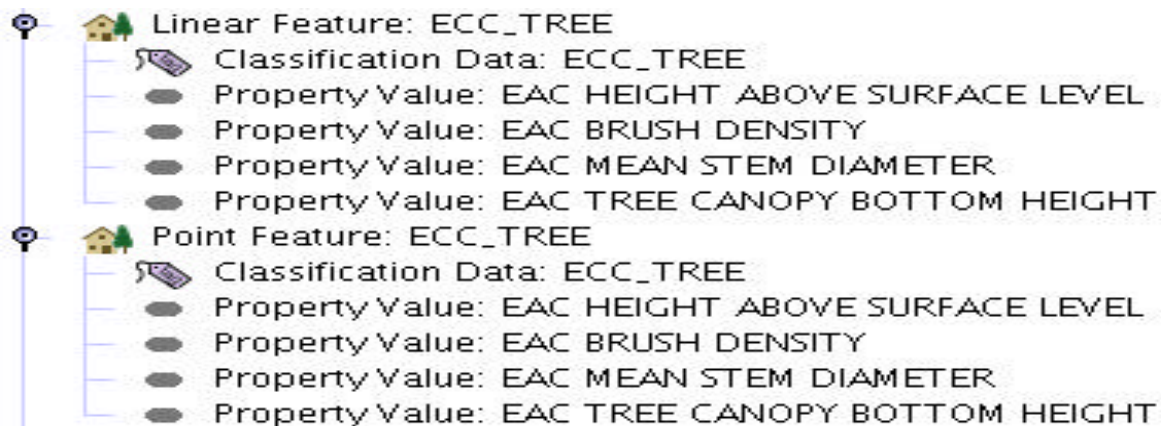 Linear Feature: ECC_TREE
Classification Data: ECC_TREE
Property Value: EAC HEIGHT ABOVE SURFACE LEVEL
Property Value: EAC BRUSH DENSITY
Property Value: EAC MEAN STEM DIAMETER
Property Value: EAC TREE CANOPY BOTTOM HEIGHT
Point Feature: ECC_TREE
Classification Data: ECC_TREE
Property Value: EAC HEIGHT ABOVE SURFACE LEVEL
Property Value: EAC BRUSH DENSITY
Property Value: EAC MEAN STEM DIAMETER
Property Value: EAC TREE CANOPY BOTTOM HEIGHT